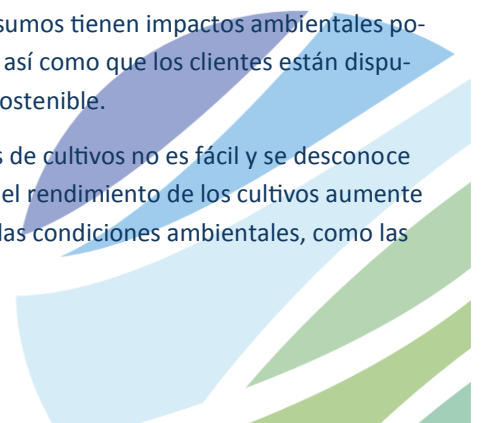 sumos tienen impactos ambientales po-
así como que los clientes están dispu-
ostenible.
s de cultivos no es fácil y se desconoce
el rendimiento de los cultivos aumente
las condiciones ambientales, como las